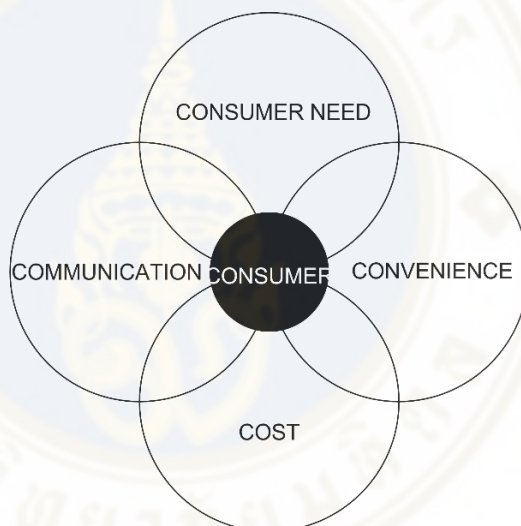 CONSUMER NEED
COMMUNICATION
CONSUMER
CONVENIENCE
COST